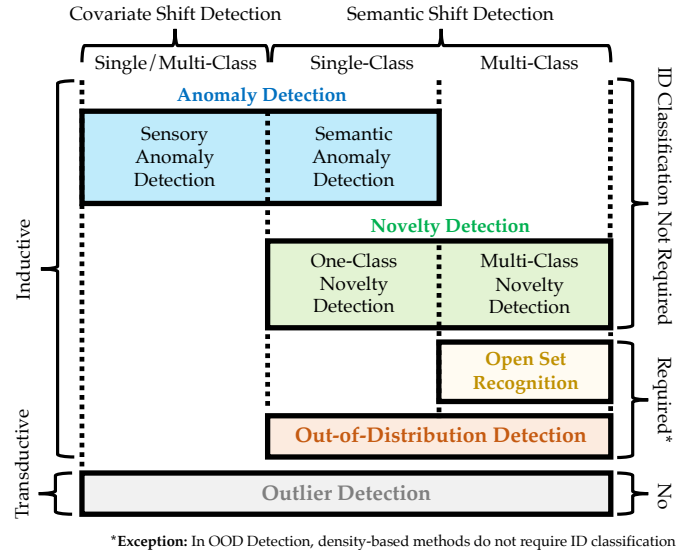 Covariate Shift Detection
Semantic Shift Detection
Single/Multi-Class
Single-Class
Multi-Class
Anomaly Detection
Sensory
Anomaly
Detection
Semantic
Anomaly
Detection
Novelty Detection
One-Class
Novelty
Detection
Multi-Class
Novelty
Detection
Open Set
Recognition
Out-of-Distribution Detection
Outlier Detection
Inductive
Transductive
ID Classification Not Required
Required*
No
*Exception: In OOD Detection, density-based methods do not require ID classification